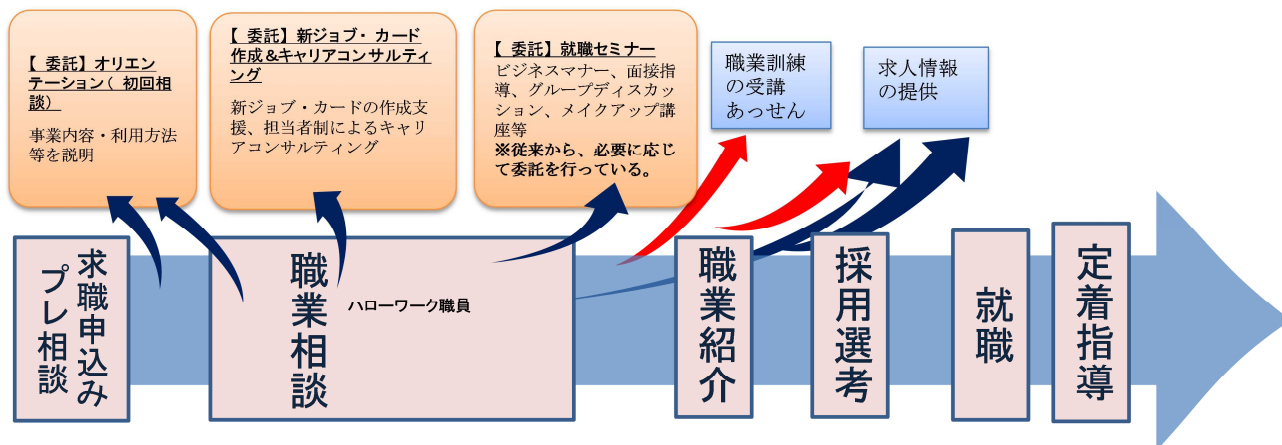 【 委託】オリエン
テーション( 初回相
談)
事業内容・利用方法
等を説明
【 委託】新ジョブ・カード
作成&キャリアコンサルティ
ング
新ジョブ・カードの作成支
援、担当者制によるキャリ
アコンサルティング
【 委託】就職セミナー
ビジネスマナー、面接指
導、グループディスカッ
ション、メイクアップ講
座等
※従来から、必要に応じ
て委託を行っている。
職業訓練
の受講
あっせん
求人情報
の提供
求職申込み
プレ相談
職業相談
ハローワーク職員
職業紹介
採用選考
就職
定着指導